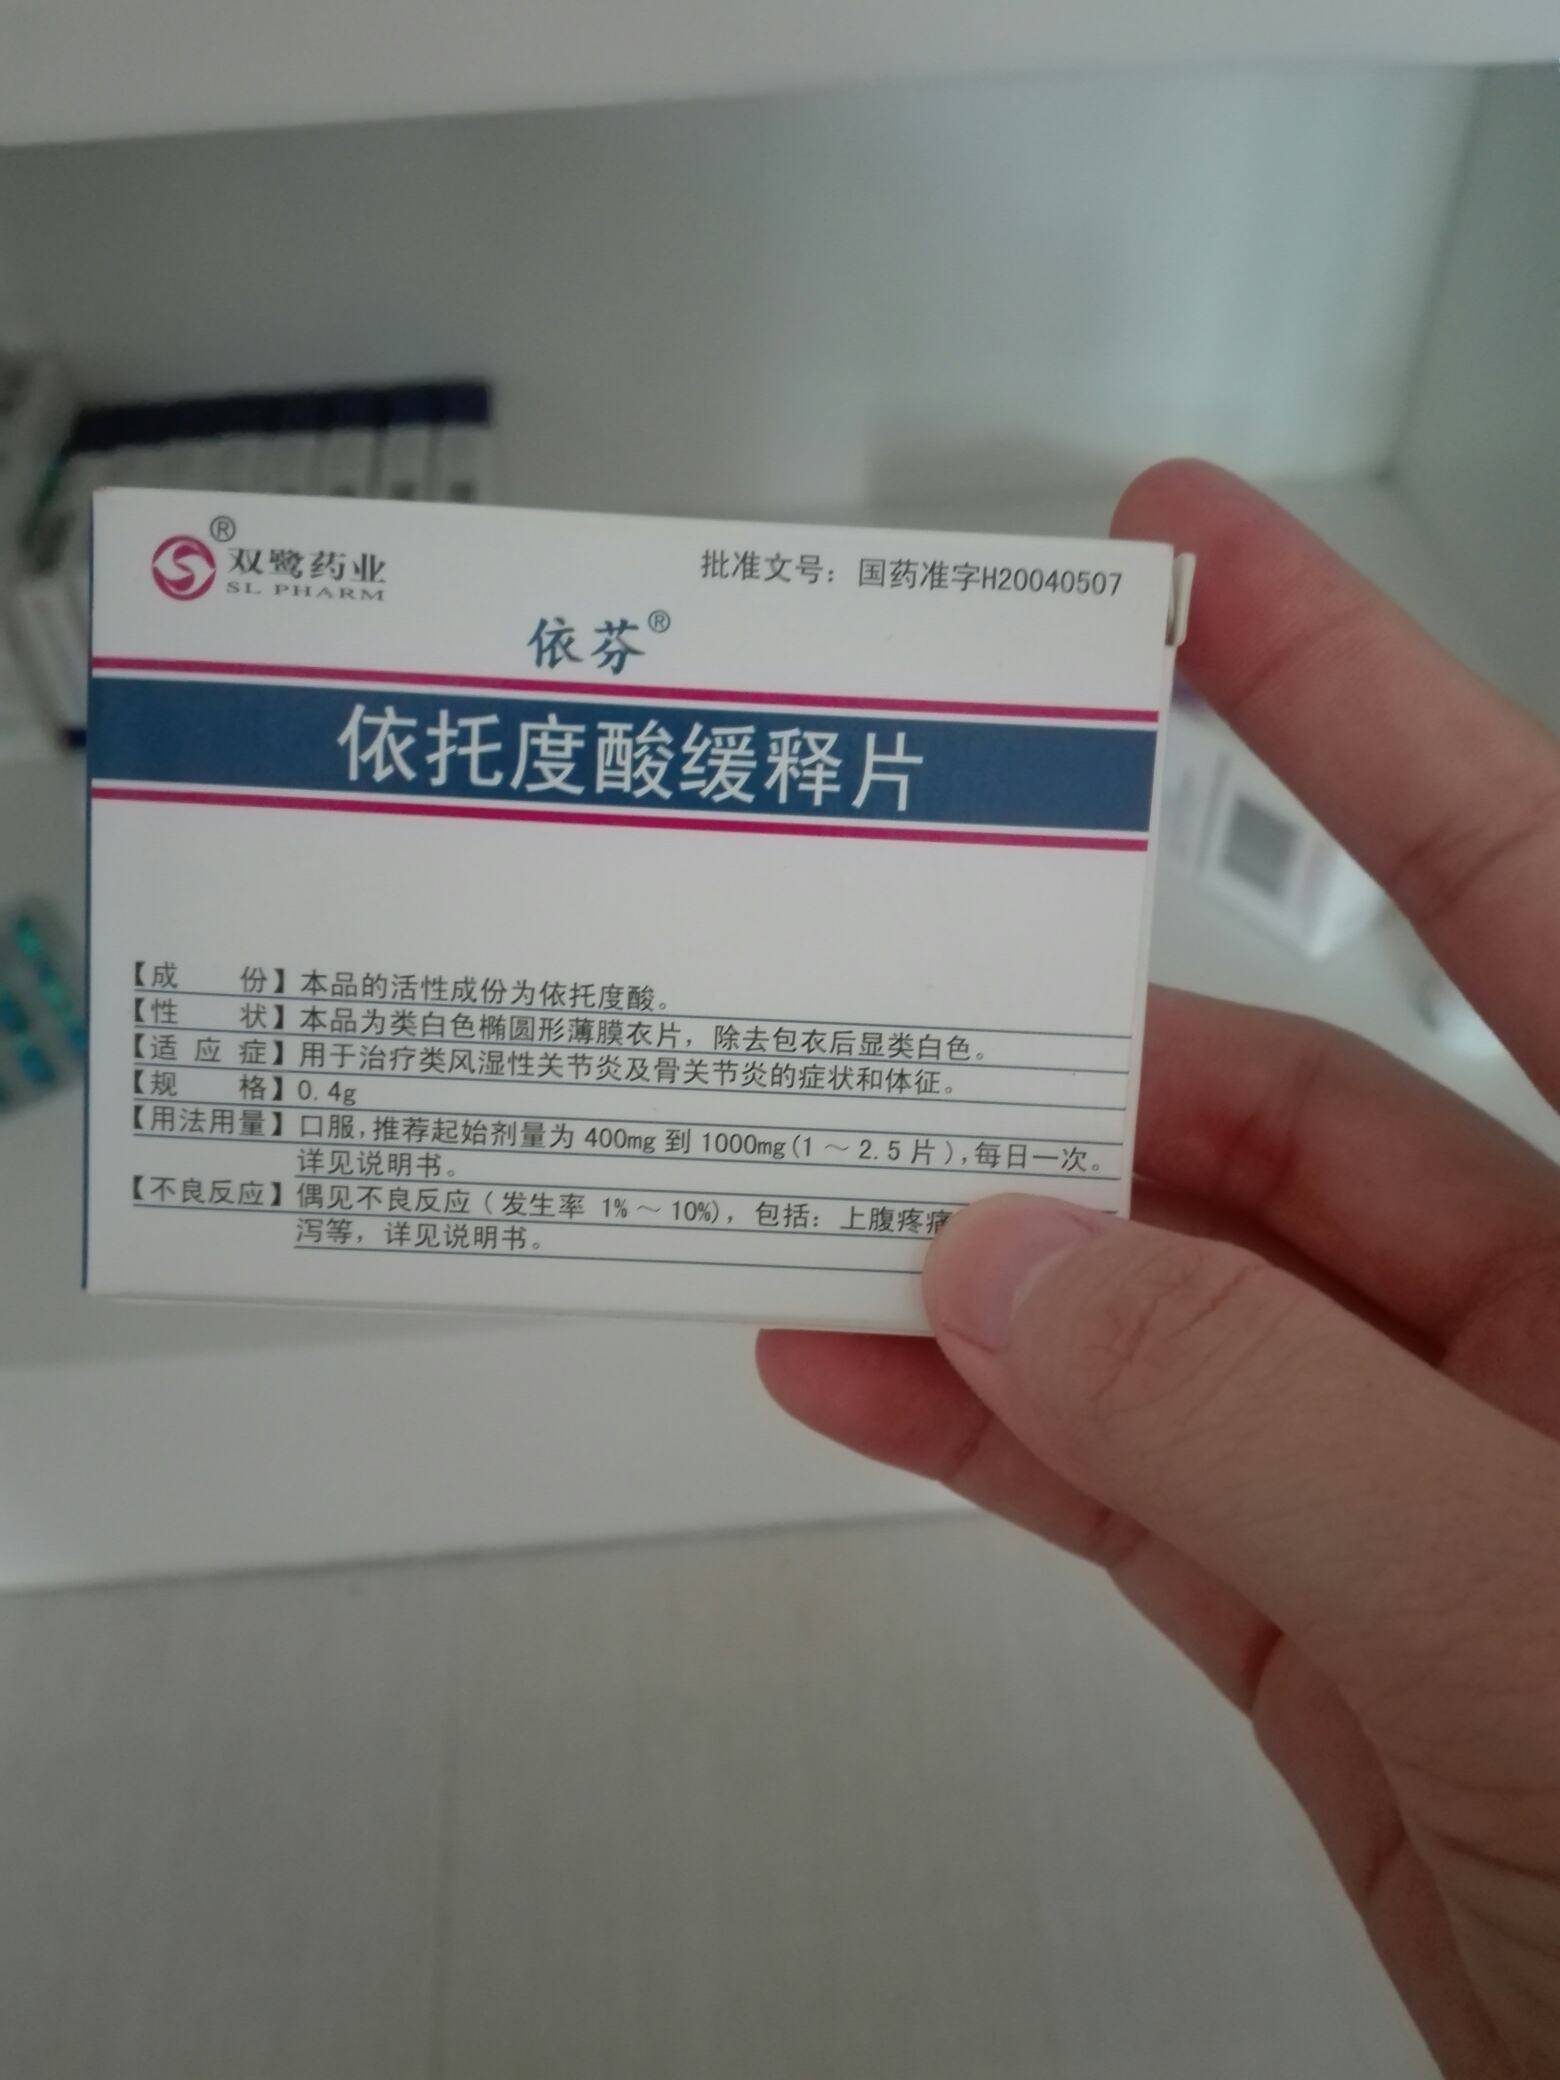 双鹭药业®
SL PHARM
批准文号：国药准字H20040507
依芬®
依托度酸缓释片
【成 份】本品的活性成份为依托度酸。
【性 状】本品为类白色椭圆形薄膜衣片，除去包衣后显类白色。
【适应症】用于治疗类风湿性关节炎及骨关节炎的症状和体征。
【规 格】0.4g
【用法用量】口服,推荐起始剂量为 400mg 到 1000mg(1 ～ 2.5 片),每日一次。
详见说明书。
【不良反应】偶见不良反应（发生率 1%～ 10%)，包括：上腹疼痛
泻等，详见说明书。